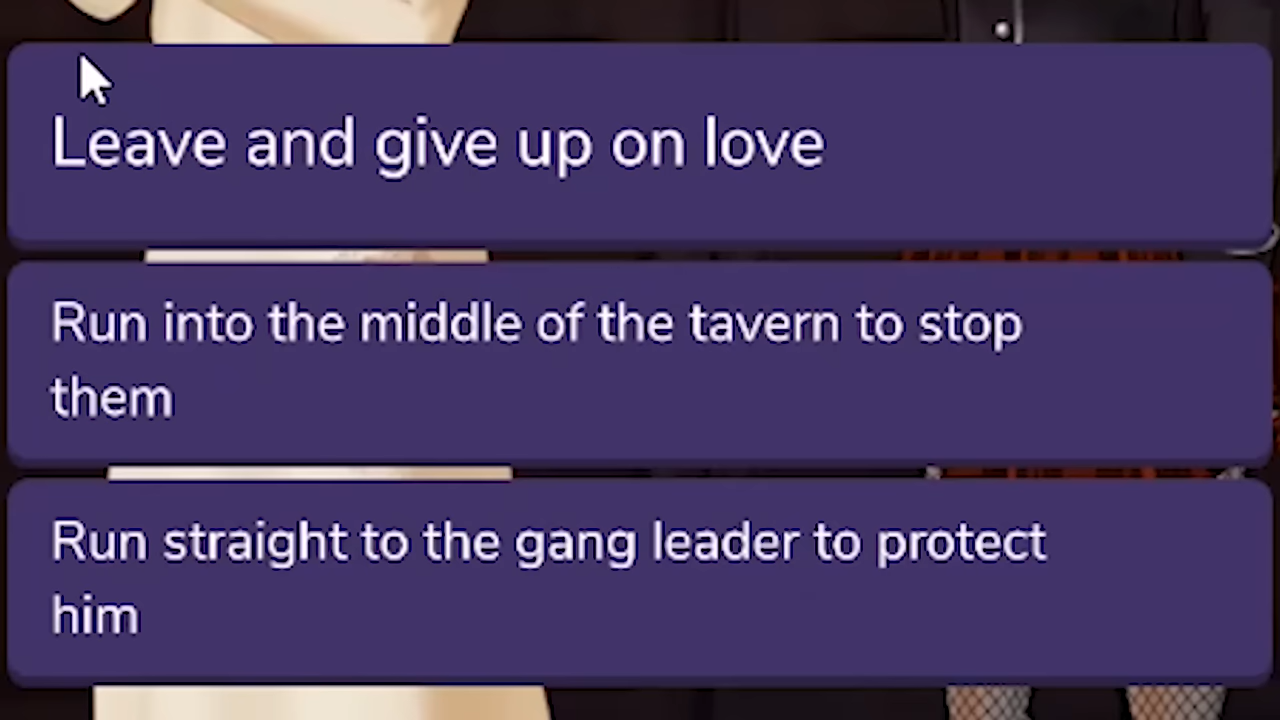 Leave and give up on love
Run into the middle of the tavern to stop
them
Run straight to the gang leader to protect
him